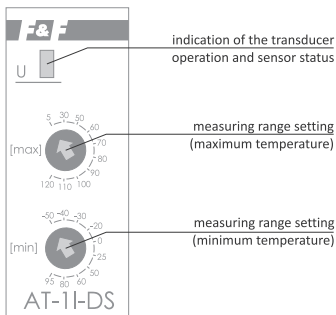 F&F
indication of the transducer
operation and sensor status
U
5 30 50 60 70 80 90 100 110 120
[max]
measuring range setting
(maximum temperature)
-50 -40 -30 -20 0 25 50 60 80 95
[min]
measuring range setting
(minimum temperature)
AT-1I-DS